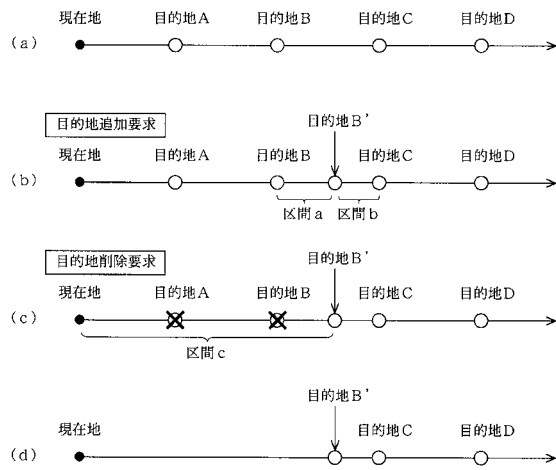 現在地 目的地A 目的地B 目的地C 目的地D
(a)
目的地追加要求
目的地B'
現在地 目的地A 目的地B 目的地C 目的地D
(b)
区間a 区間b
目的地削除要求
目的地B'
現在地 目的地A 目的地B 目的地C 目的地D
(c)
区間c
目的地B'
現在地 目的地C 目的地D
(d)